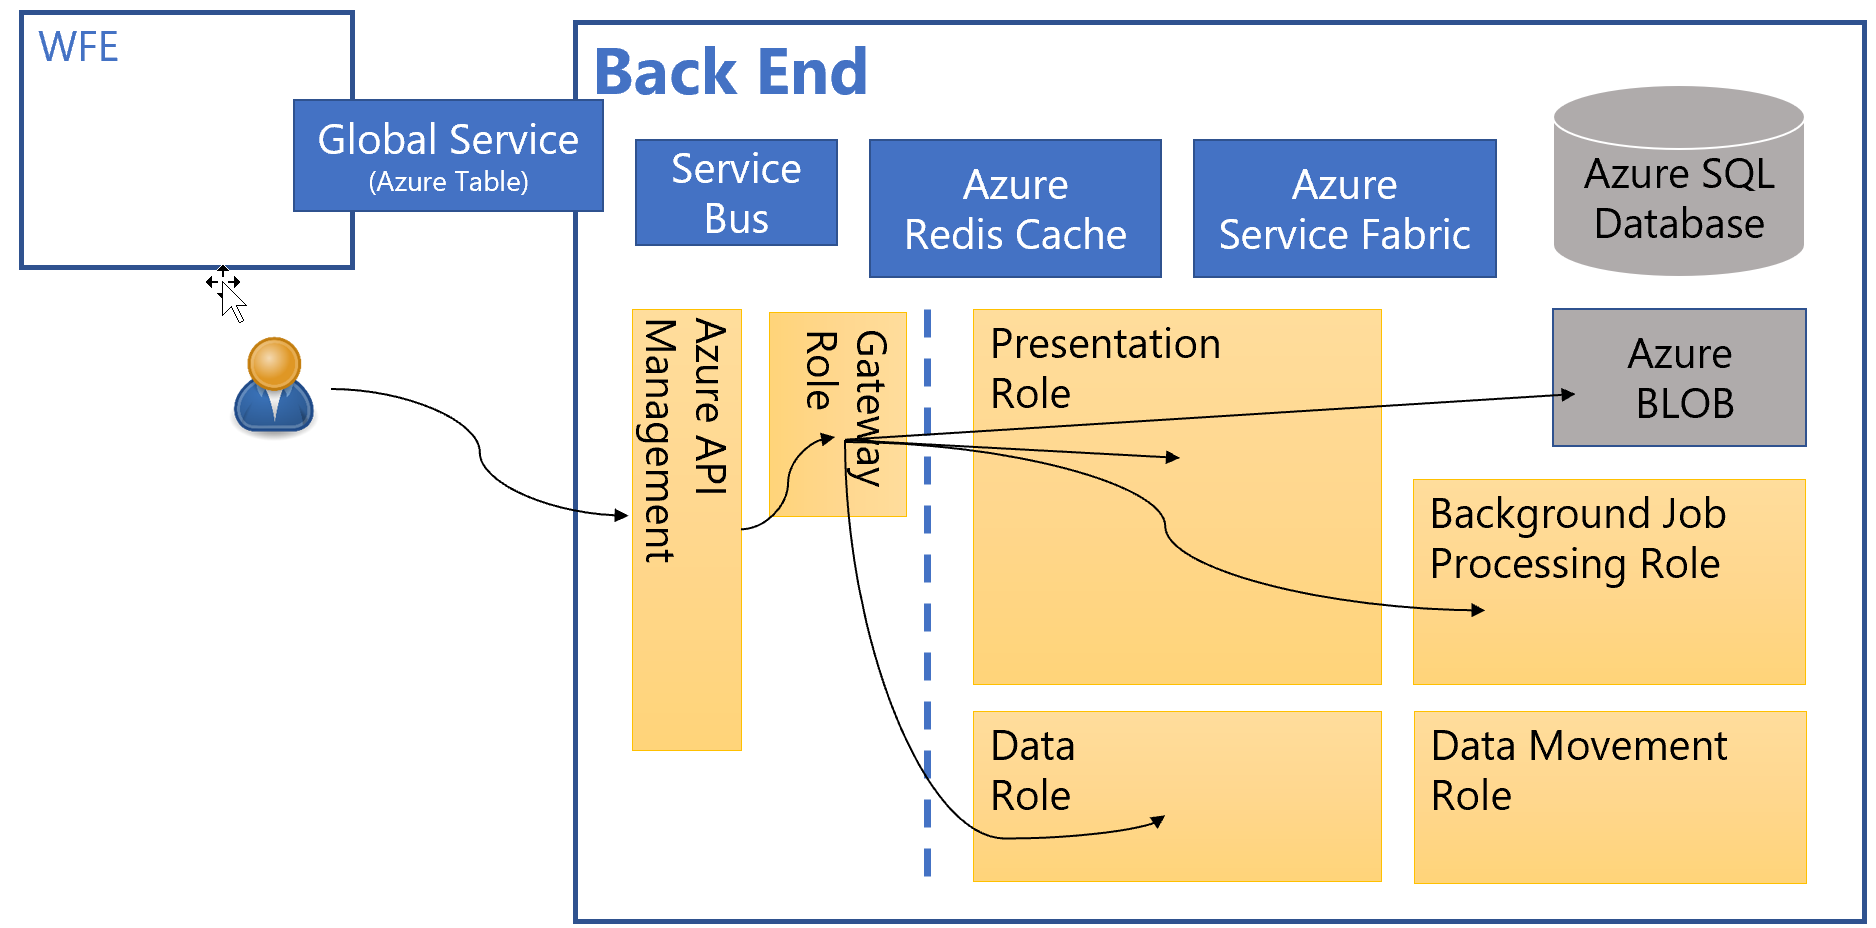 WFE
Global Service
(Azure Table)
Back End
Service
Bus
Azure
Redis Cache
Azure
Service Fabric
Azure SQL
Database
Azure API
Management
Gateway
Role
Presentation
Role
Azure
BLOB
Background Job
Processing Role
Data
Role
Data Movement
Role